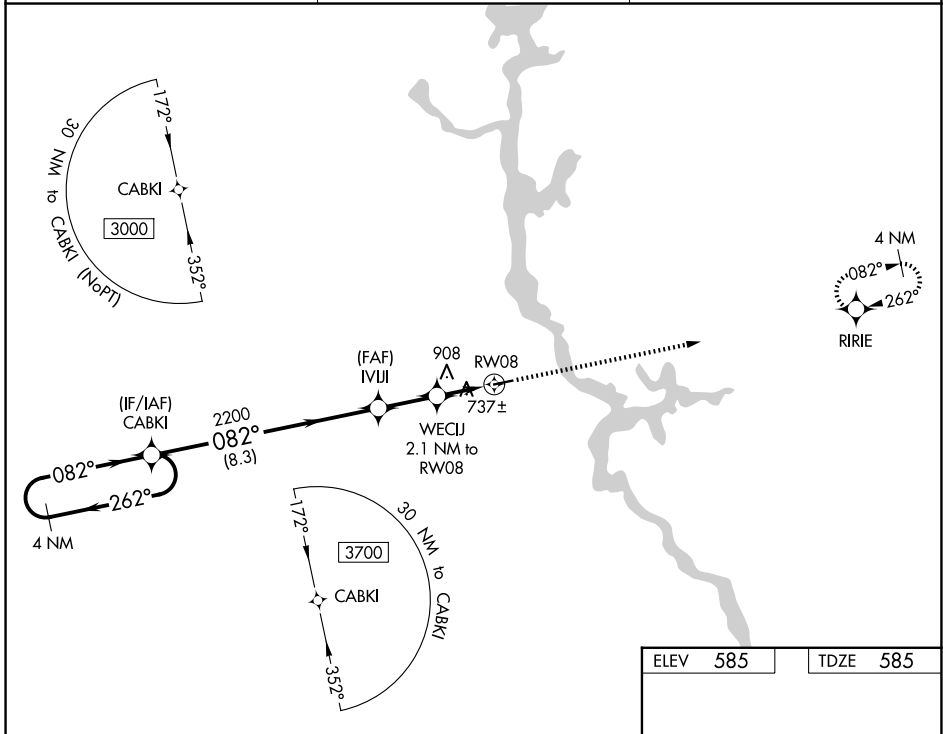 172°
30 NM to CABKI (NoPT)
CABKI
3000
352°
4 NM
082°
262°
RIRIE
(FAF)
IVIJI
908
RW08
737±
(IF/IAF)
CABKI
2200
082°
(8.3)
WECIJ
2.1 NM to
RW08
082°
262°
4 NM
172°
30 NM to CABKI
3700
CABKI
352°
ELEV 585
TDZE 585